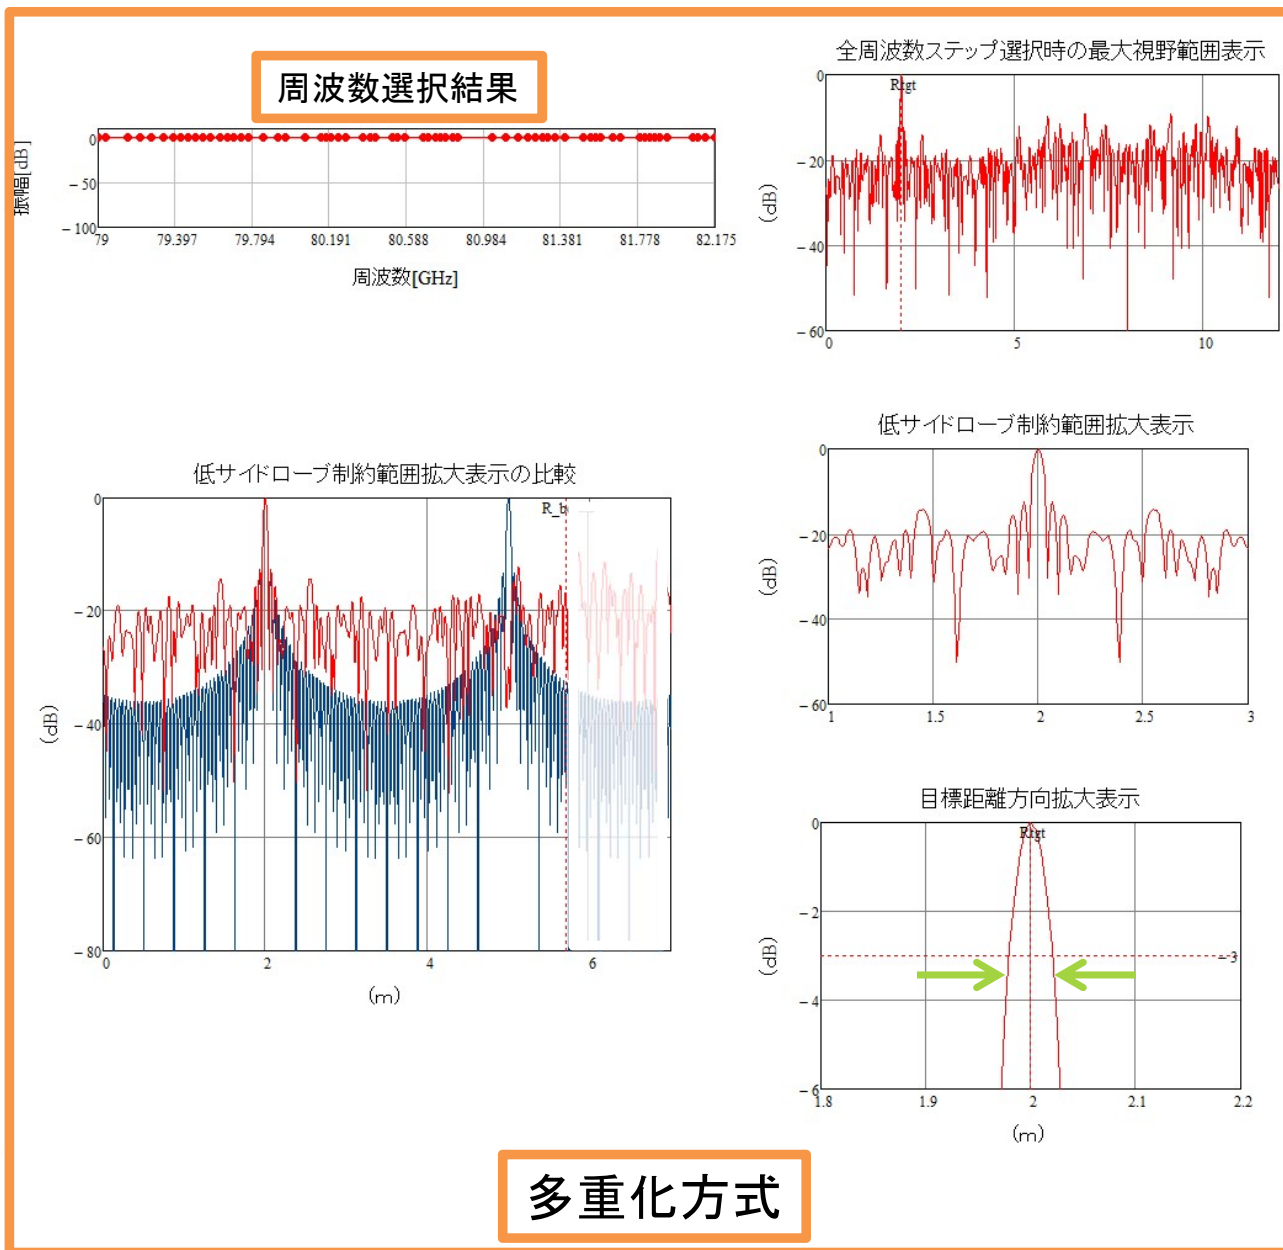 周波数選択結果
振幅[dB]
0
－50
－100
79 79.397 79.794 80.191 80.588 80.984 81.381 81.778 82.175
周波数[GHz]
全周波数ステップ選択時の最大視野範囲表示
Rtgt
(dB)
0
－20
－40
－60
0 5 10
低サイドローブ制約範囲拡大表示の比較
R_b
(dB)
0
－20
－40
－60
－80
0 2 4 6
(m)
低サイドローブ制約範囲拡大表示
(dB)
0
－20
－40
－60
1 1.5 2 2.5 3
目標距離方向拡大表示
Rtgt
(dB)
0
－2
－3
－4
－6
1.8 1.9 2 2.1 2.2
(m)
多重化方式